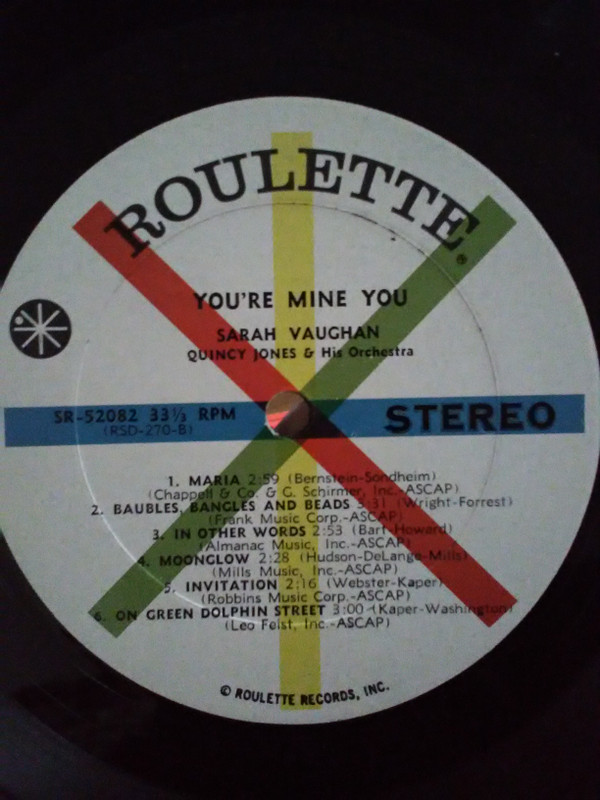 ROULETTE®
YOU'RE MINE YOU
SARAH VAUGHAN
QUINCY JONES & His Orchestra
SR-52082 33⅓ RPM STEREO
(RSD-270-B)
1. MARIA 2:59 (Bernstein-Sondheim)
(Chappell & Co. & G. Schirmer, Inc.-ASCAP)
2. BAUBLES, BANGLES AND BEADS 3:31 (Wright-Forrest)
(Frank Music Corp.-ASCAP)
3. IN OTHER WORDS 2:53 (Bart-Howard)
(Almanac Music, Inc.-ASCAP)
4. MOONGLOW 2:28 (Hudson-DeLange-Mills)
(Mills Music, Inc.-ASCAP)
5. INVITATION 2:16 (Webster-Kaper)
(Robbins Music Corp.-ASCAP)
6. ON GREEN DOLPHIN STREET 3:00 (Kaper-Washington)
(Leo Feist, Inc.-ASCAP)
© ROULETTE RECORDS, INC.